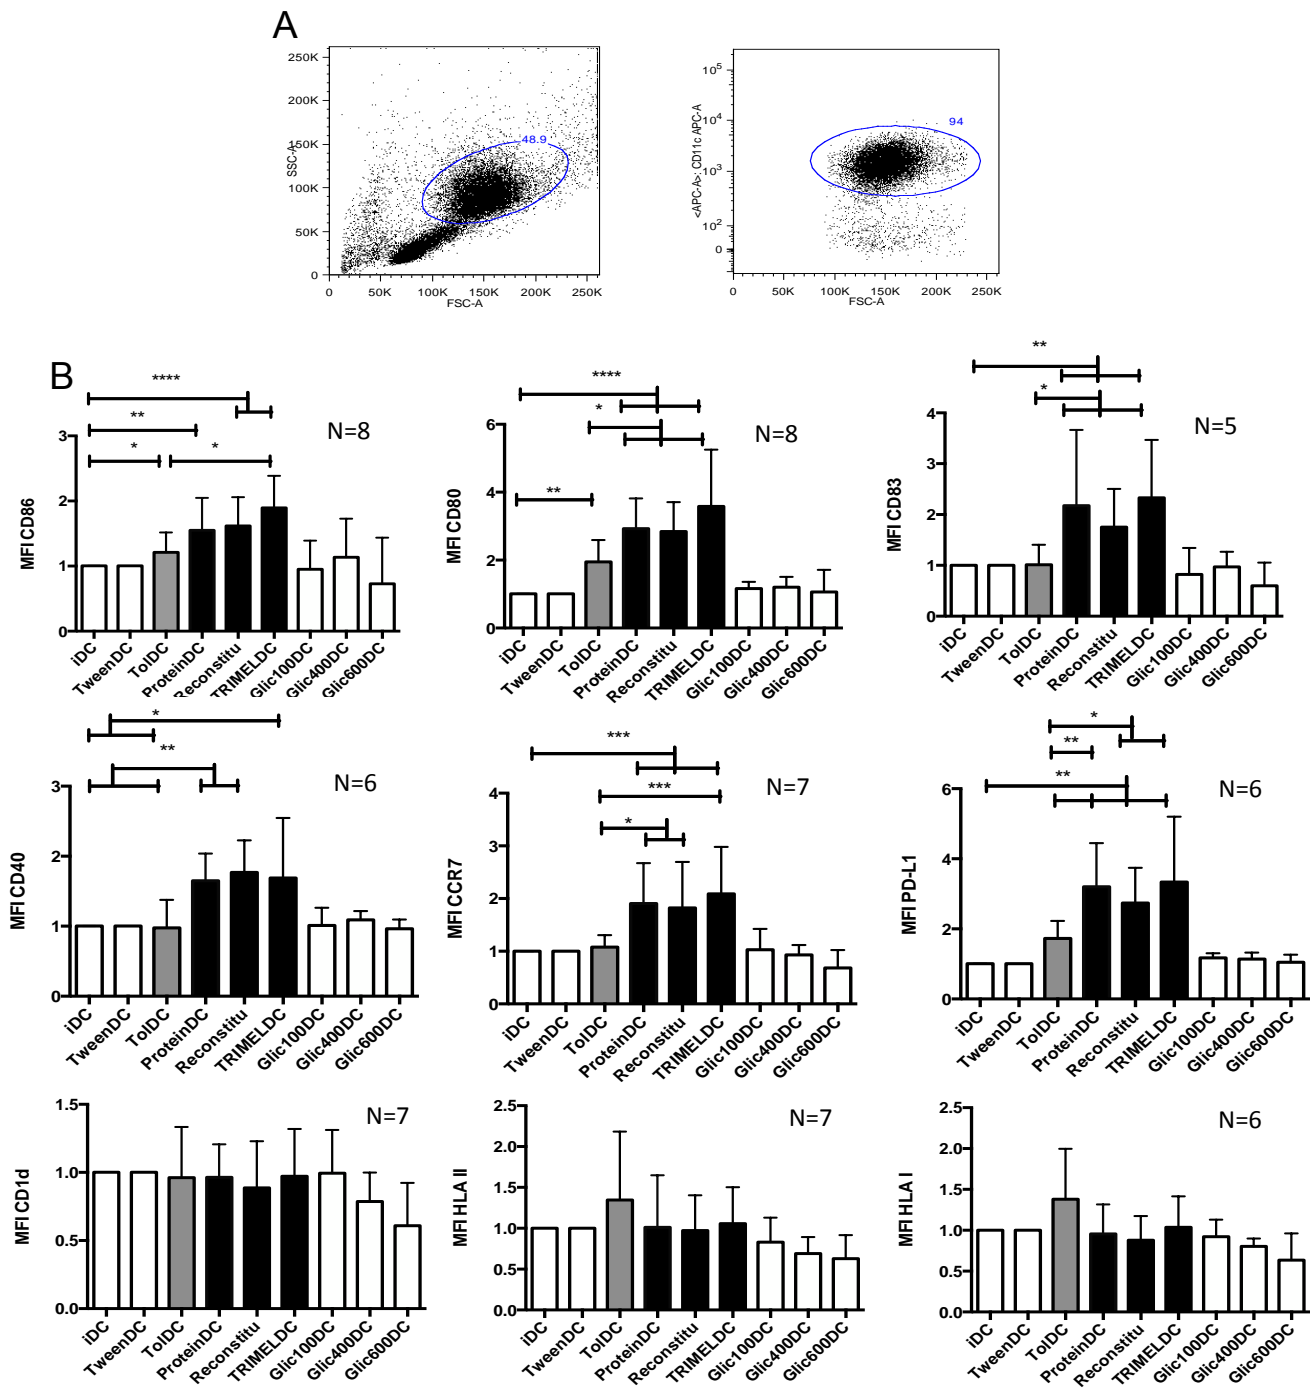 A
250K
200K
150K
100K
50K
0
SSC-A
48.9
0
50K
100K
150K
200K
250K
FSC-A
10^5
10^4
10^3
10^2
0
<APC-A>: CD11c APC-A
94
0
50K
100K
150K
200K
250K
FSC-A
B
****
**
*
*
N=8
MFI CD86
3
2
1
0
iDC
TweenDC
TolDC
ProteinDC
Reconstitu
TRIMELDC
Glic100DC
Glic400DC
Glic600DC
****
*
**
N=8
MFI CD80
6
4
2
0
iDC
TweenDC
TolDC
ProteinDC
Reconstitu
TRIMELDC
Glic100DC
Glic400DC
Glic600DC
**
*
N=5
MFI CD83
4
3
2
1
0
iDC
TweenDC
TolDC
ProteinDC
Reconstitu
TRIMELDC
Glic100DC
Glic400DC
Glic600DC
*
**
N=6
MFI CD40
3
2
1
0
iDC
TweenDC
TolDC
ProteinDC
Reconstitu
TRIMELDC
Glic100DC
Glic400DC
Glic600DC
***
***
*
N=7
MFI CCR7
4
3
2
1
0
iDC
TweenDC
TolDC
ProteinDC
Reconstitu
TRIMELDC
Glic100DC
Glic400DC
Glic600DC
*
**
**
N=6
MFI PD-L1
6
4
2
0
iDC
TweenDC
TolDC
ProteinDC
Reconstitu
TRIMELDC
Glic100DC
Glic400DC
Glic600DC
N=7
MFI CD1d
1.5
1.0
0.5
0.0
iDC
TweenDC
TolDC
ProteinDC
Reconstitu
TRIMELDC
Glic100DC
Glic400DC
Glic600DC
N=7
MFI HLA II
2.5
2.0
1.5
1.0
0.5
0.0
iDC
TweenDC
TolDC
ProteinDC
Reconstitu
TRIMELDC
Glic100DC
Glic400DC
Glic600DC
N=6
MFI HLA I
2.5
2.0
1.5
1.0
0.5
0.0
iDC
TweenDC
TolDC
ProteinDC
Reconstitu
TRIMELDC
Glic100DC
Glic400DC
Glic600DC